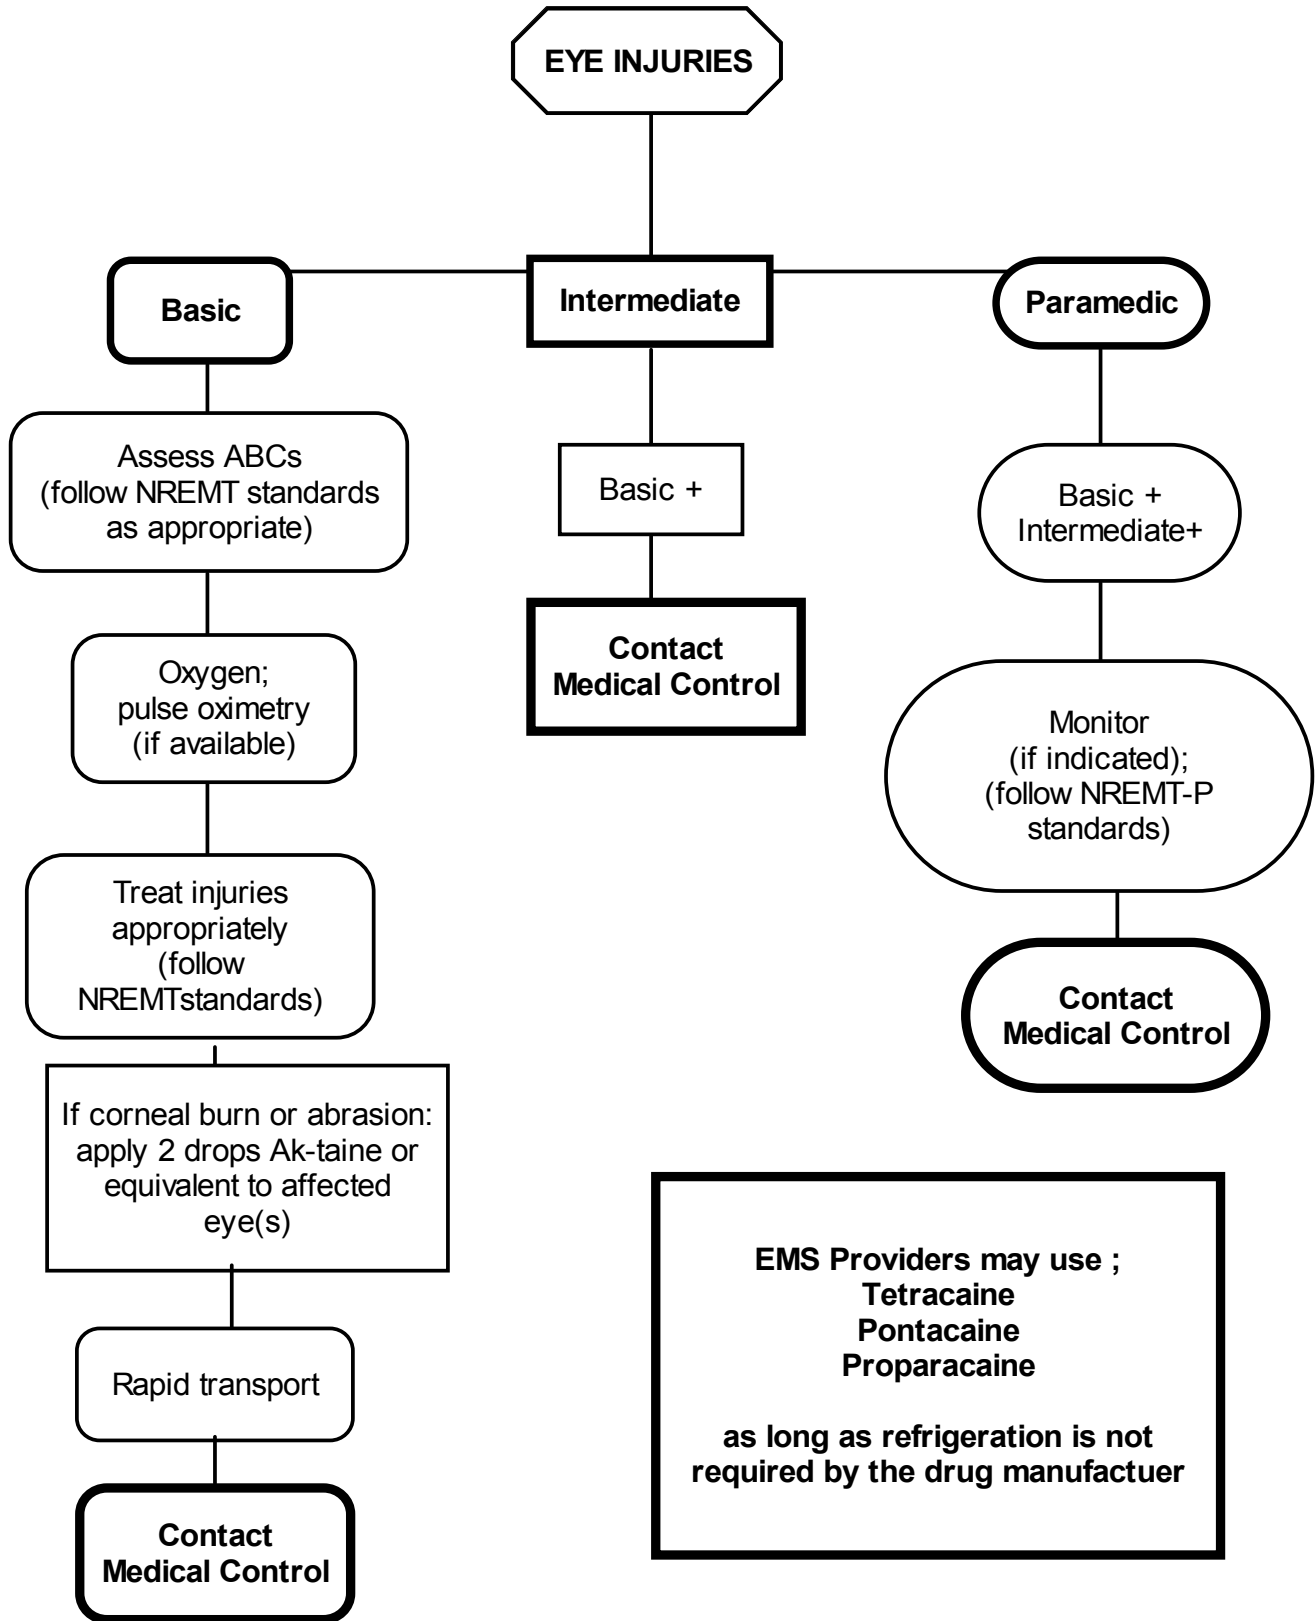 EYE INJURIES
Basic
Assess ABCs
(follow NREMT standards
as appropriate)
Oxygen;
pulse oximetry
(if available)
Treat injuries
appropriately
(follow
NREMTstandards)
If corneal burn or abrasion:
apply 2 drops Ak-taine or
equivalent to affected
eye(s)
Rapid transport
Contact
Medical Control
Intermediate
Basic +
Contact
Medical Control
Paramedic
Basic +
Intermediate+
Monitor
(if indicated);
(follow NREMT-P
standards)
Contact
Medical Control
EMS Providers may use ;
Tetracaine
Pontacaine
Proparacaine
as long as refrigeration is not
required by the drug manufactuer